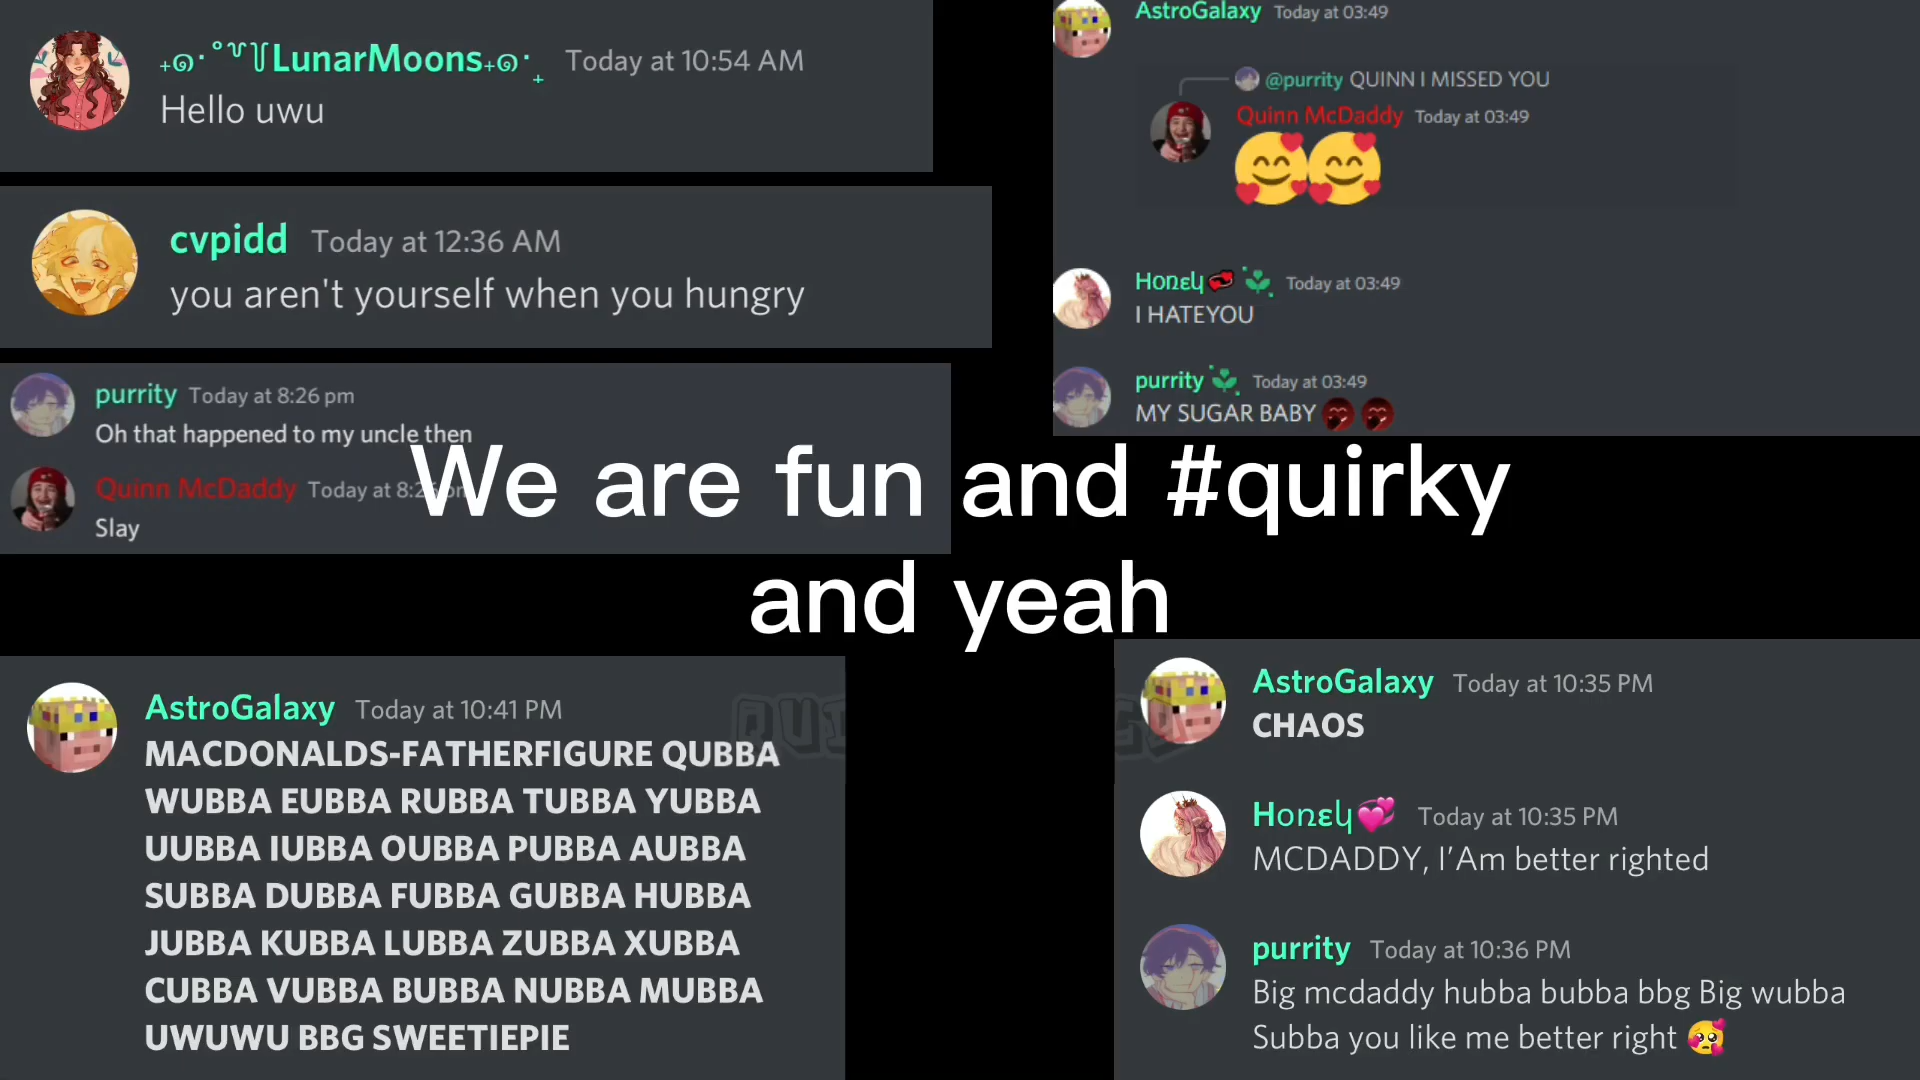 LunarMoons Today at 10:54 AM
Hello uwu
cvpidd Today at 12:36 AM
you aren't yourself when you hungry
purrity Today at 8:26 pm
Oh that happened to my uncle then
Quinn McDaddy Today at
Slay
AstroGalaxy Today at 03:49
@purrity QUINN I MISSED YOU
Quinn McDaddy Today at 03:49
🥰🥰
Honεly Today at 03:49
I HATEYOU
purrity Today at 03:49
MY SUGAR BABY
We are fun and #quirky
and yeah
AstroGalaxy Today at 10:41 PM
MACDONALDS-FATHERFIGURE QUBBA
WUBBA EUBBA RUBBA TUBBA YUBBA
UUBBA IUBBA OUBBA PUBBA AUBBA
SUBBA DUBBA FUBBA GUBBA HUBBA
JUBBA KUBBA LUBBA ZUBBA XUBBA
CUBBA VUBBA BUBBA NUBBA MUBBA
UWUWU BBG SWEETIEPIE
AstroGalaxy Today at 10:35 PM
CHAOS
Honεly💞 Today at 10:35 PM
MCDADDY, I'Am better righted
purrity Today at 10:36 PM
Big mcdaddy hubba bubba bbg Big wubba
Subba you like me better right 🥰